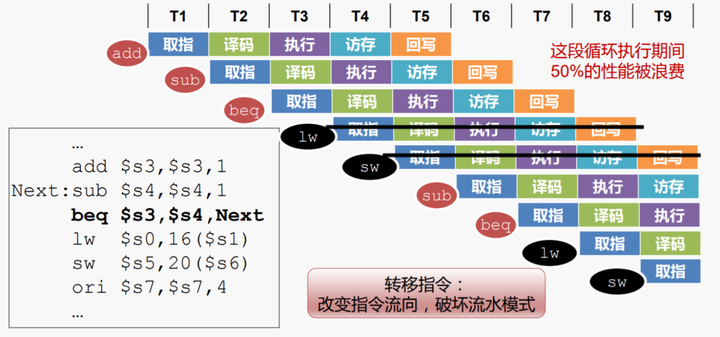 T1 T2 T3 T4 T5 T6 T7 T8 T9
add 取指 译码 执行 访存 回写
sub 取指 译码 执行 访存 回写
beq 取指 译码 执行 访存 回写
lw 取指 译码 执行 访存 回写
sw 取指 译码 执行 访存 回写
sub 取指 译码 执行 访存
beq 取指 译码 执行
lw 取指 译码
sw 取指
这段循环执行期间
50%的性能被浪费
…
add $s3,$s3,1
Next:sub $s4,$s4,1
beq $s3,$s4,Next
lw $s0,16($s1)
sw $s5,20($s6)
ori $s7,$s7,4
…
转移指令：
改变指令流向，破坏流水模式